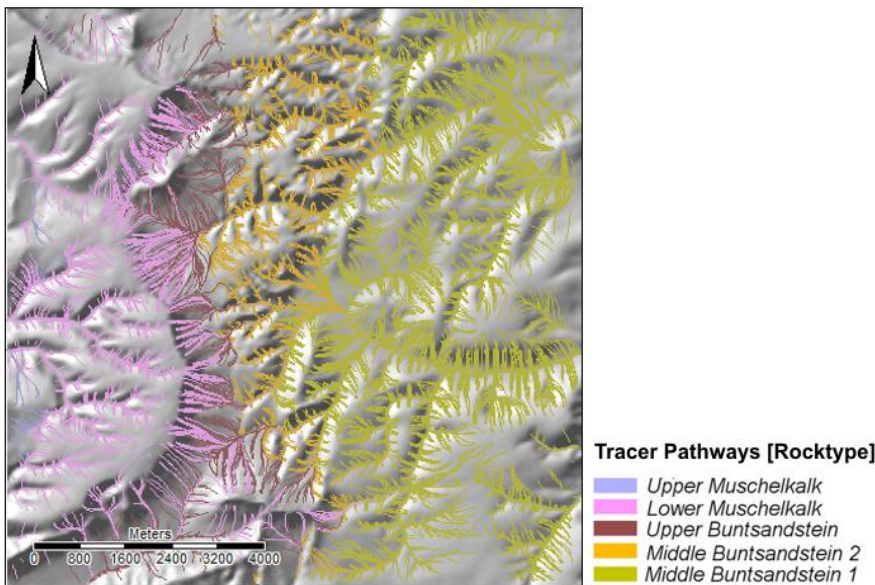 Meters
0 800 1600 2400 3200 4000
Tracer Pathways [Rocktype]
Upper Muschelkalk
Lower Muschelkalk
Upper Buntsandstein
Middle Buntsandstein 2
Middle Buntsandstein 1